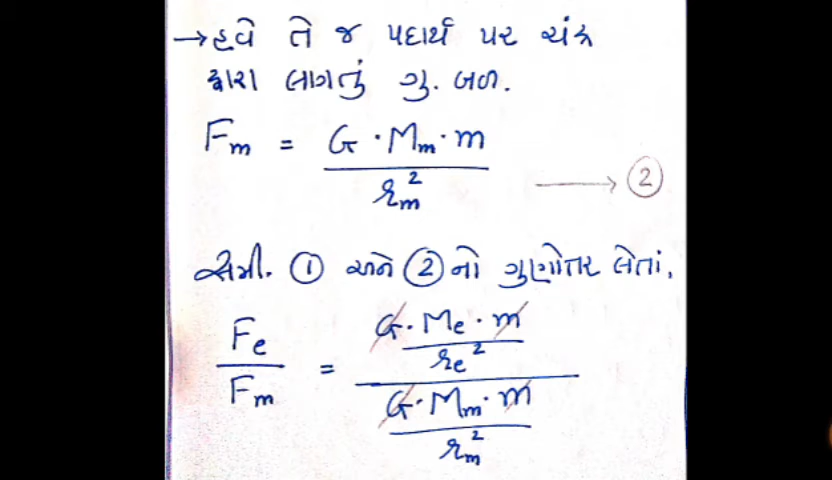 → હવે તે જ પદાર્થ પર ચંદ્ર
દ્વારા લાગતું ગુ. બળ.
Fm = G · Mm · m / rm² → ②
સમી. ① અને ② નો ગુણોતર લેતાં,
Fe / Fm = (G · Me · m / re²) / (G · Mm · m / rm²)